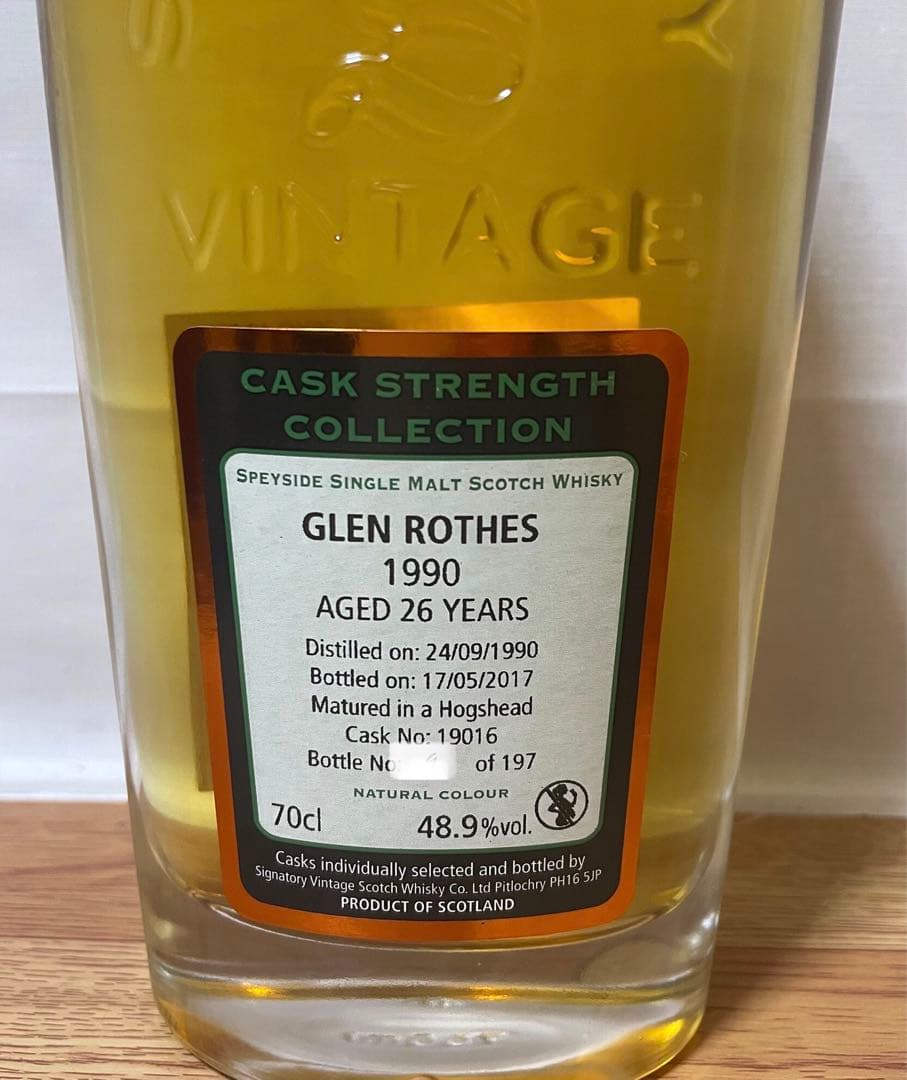 VINTAGE
CASK STRENGTH
COLLECTION
SPEYSIDE SINGLE MALT SCOTCH WHISKY
GLEN ROTHES
1990
AGED 26 YEARS
Distilled on: 24/09/1990
Bottled on: 17/05/2017
Matured in a Hogshead
Cask No: 19016
Bottle No: of 197
NATURAL COLOUR
70cl 48.9%vol.
Casks individually selected and bottled by
Signatory Vintage Scotch Whisky Co. Ltd Pitlochry PH16 5JP
PRODUCT OF SCOTLAND